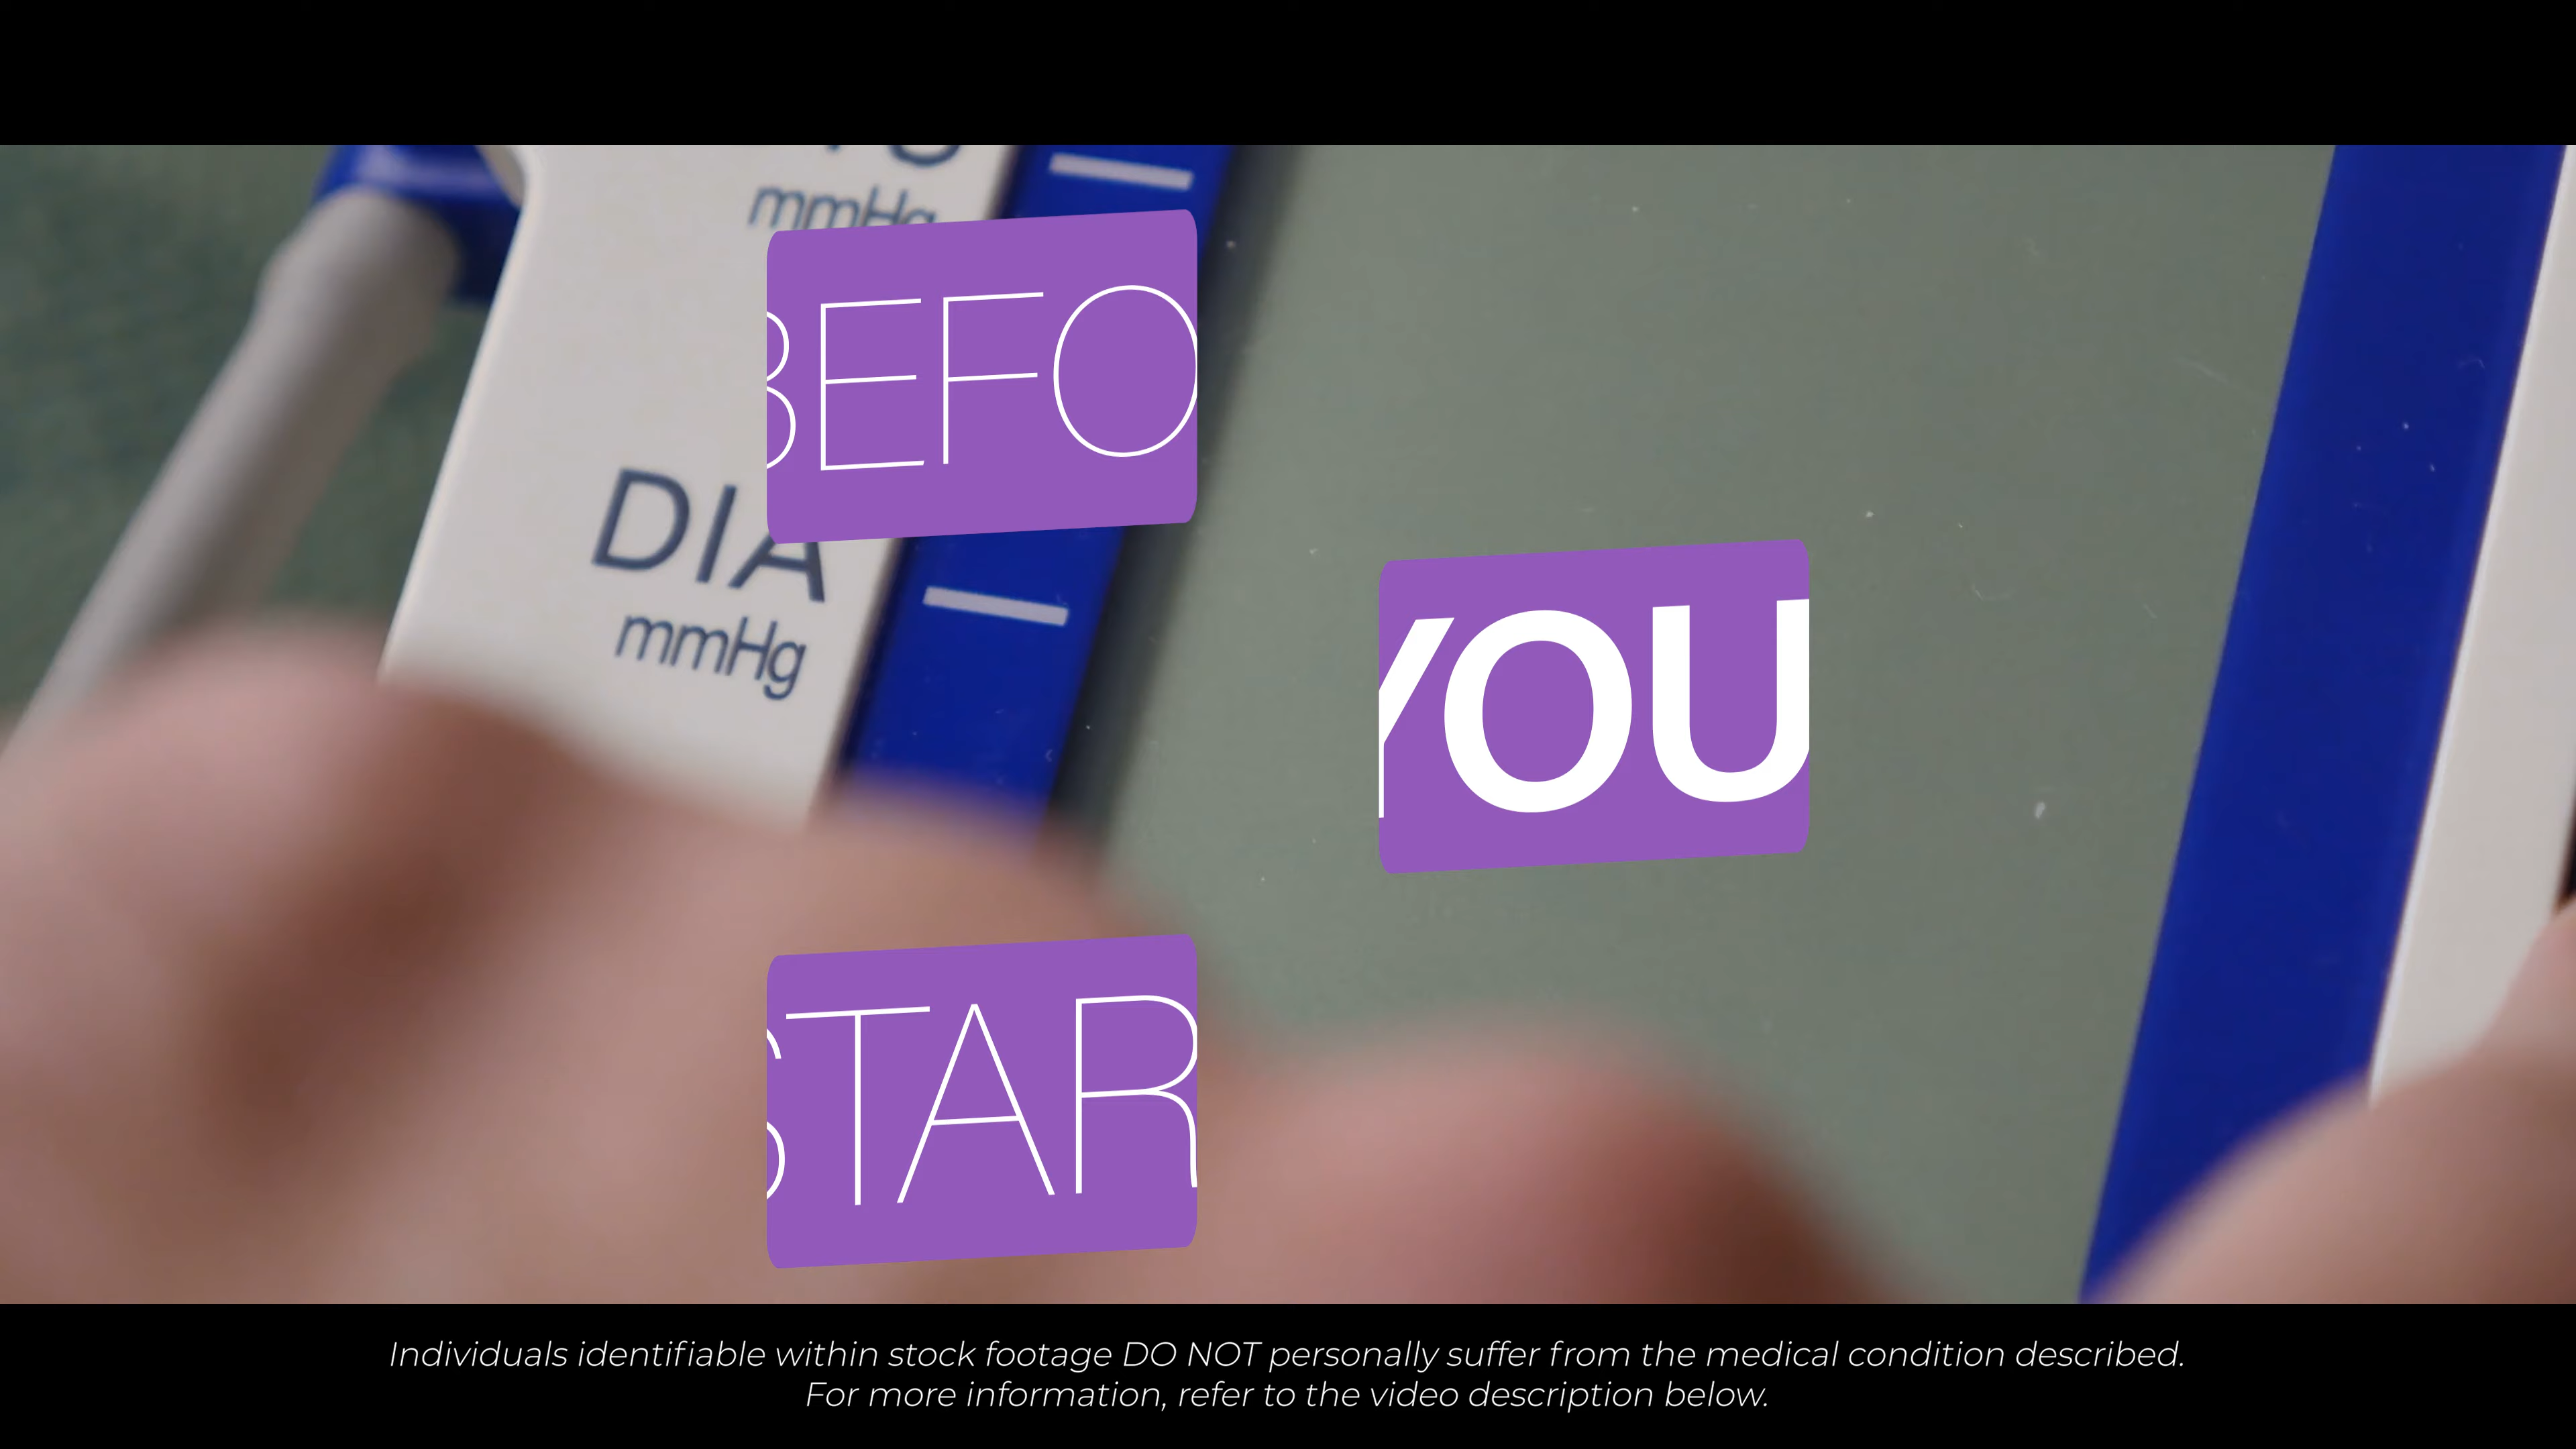 mmHg
BEFO
DIA
mmHg
YOU
STAR
Individuals identifiable within stock footage DO NOT personally suffer from the medical condition described.
For more information, refer to the video description below.